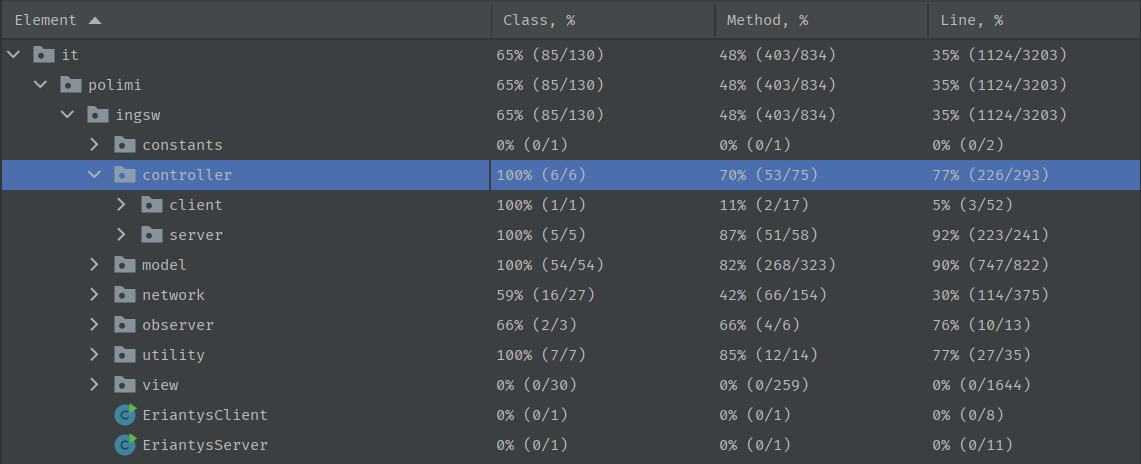 Element Class, % Method, % Line, %
it 65% (85/130) 48% (403/834) 35% (1124/3203)
polimi 65% (85/130) 48% (403/834) 35% (1124/3203)
ingsw 65% (85/130) 48% (403/834) 35% (1124/3203)
constants 0% (0/1) 0% (0/1) 0% (0/2)
controller 100% (6/6) 70% (53/75) 77% (226/293)
client 100% (1/1) 11% (2/17) 5% (3/52)
server 100% (5/5) 87% (51/58) 92% (223/241)
model 100% (54/54) 82% (268/323) 90% (747/822)
network 59% (16/27) 42% (66/154) 30% (114/375)
observer 66% (2/3) 66% (4/6) 76% (10/13)
utility 100% (7/7) 85% (12/14) 77% (27/35)
view 0% (0/30) 0% (0/259) 0% (0/1644)
C EriantysClient 0% (0/1) 0% (0/1) 0% (0/8)
C EriantysServer 0% (0/1) 0% (0/1) 0% (0/11)